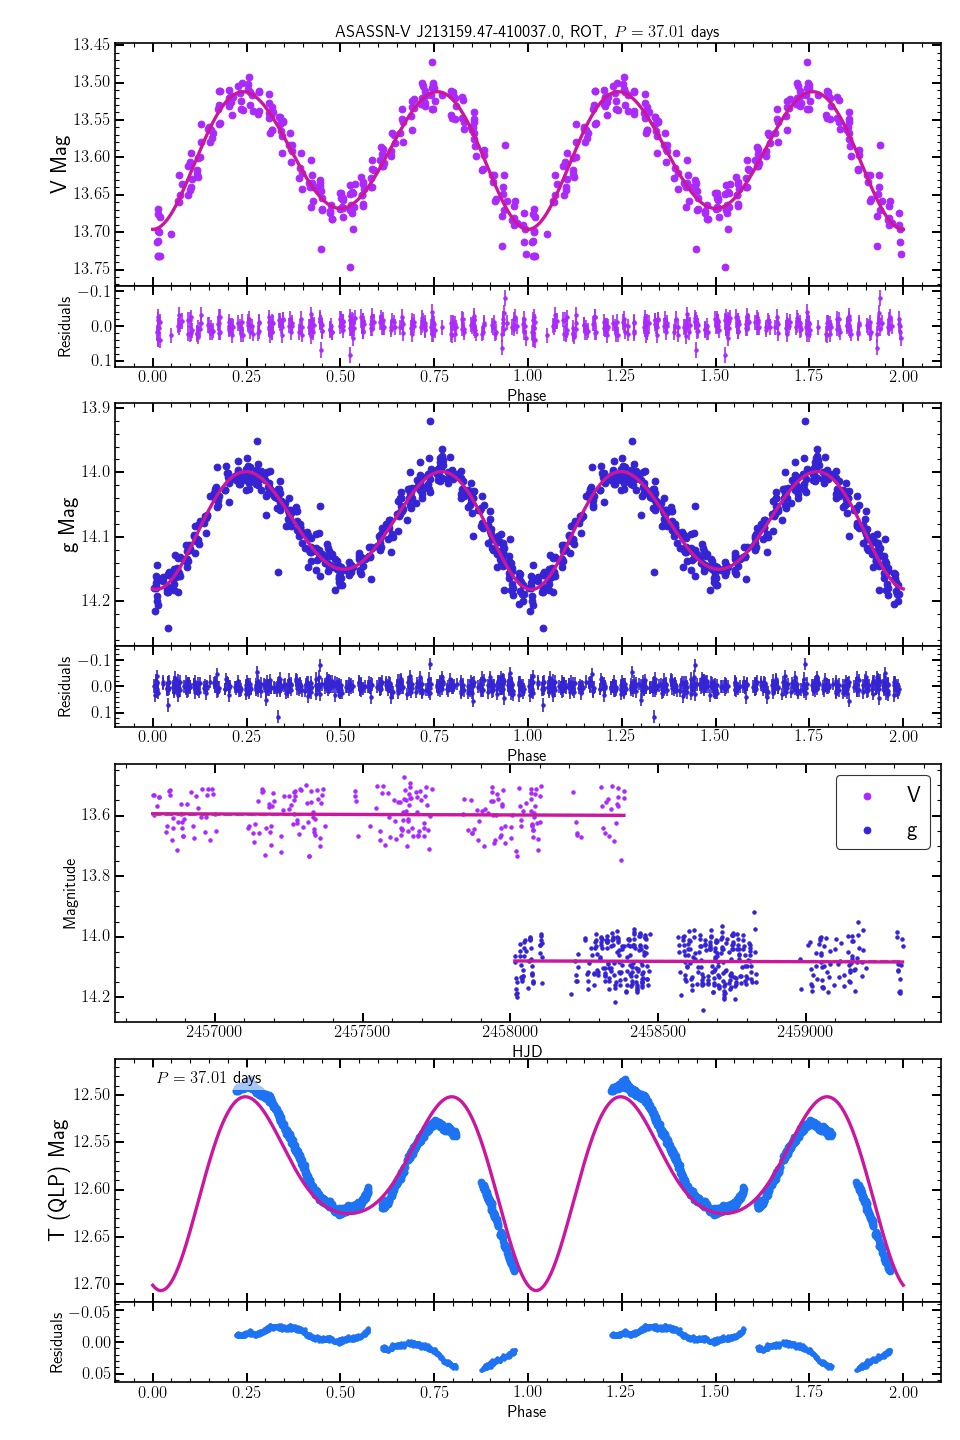 ASASSN-V J213159.47-410037.0, ROT, P = 37.01 days
13.45
13.50
13.55
13.60
13.65
13.70
13.75
V Mag
−0.1
0.0
0.1
Residuals
0.00 0.25 0.50 0.75 1.00 1.25 1.50 1.75 2.00
Phase
13.9
14.0
14.1
14.2
g Mag
−0.1
0.0
0.1
Residuals
0.00 0.25 0.50 0.75 1.00 1.25 1.50 1.75 2.00
Phase
13.6
13.8
14.0
14.2
Magnitude
V
g
2457000 2457500 2458000 2458500 2459000
HJD
P = 37.01 days
12.50
12.55
12.60
12.65
12.70
T (QLP) Mag
−0.05
0.00
0.05
Residuals
0.00 0.25 0.50 0.75 1.00 1.25 1.50 1.75 2.00
Phase